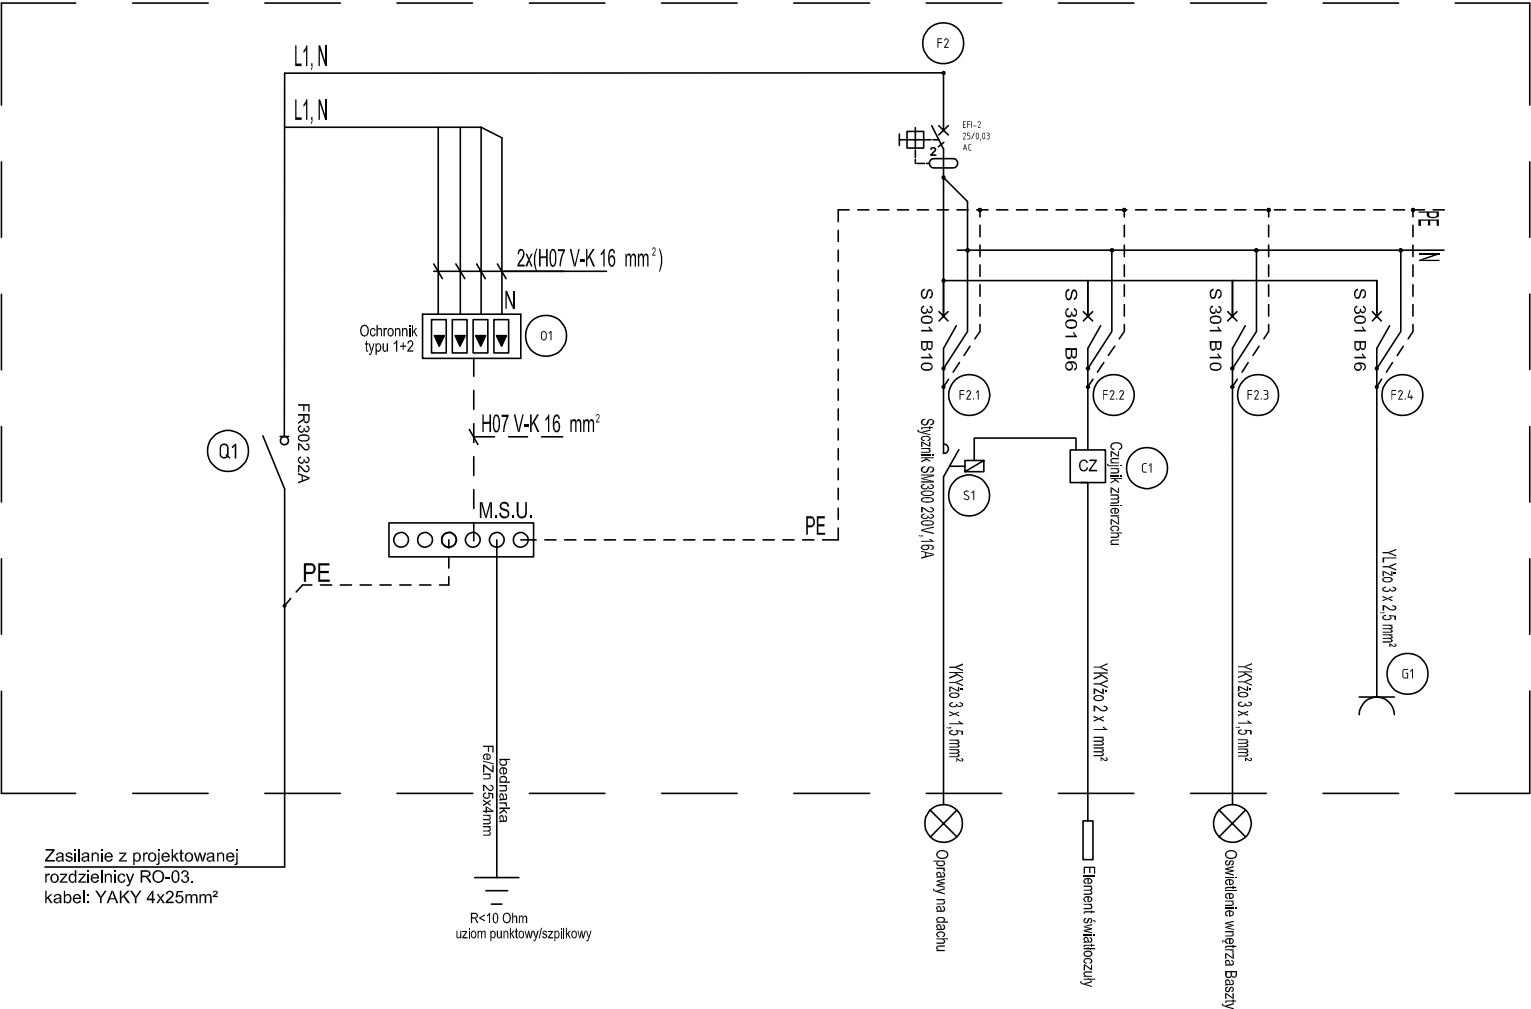 L1, N
L1, N
F2
EFI-2
25/0,03
AC
2
PE
N
2x(H07 V-K 16 mm²)
N
Ochronnik
typu 1+2
O1
S 301 B10
S 301 B6
S 301 B10
S 301 B16
F2.1
F2.2
F2.3
F2.4
H07 V-K 16 mm²
Q1
FR302 32A
Stycznik SM300 230V, 16A
S1
CZ
Czujnik zmierzchu
C1
M.S.U.
PE
PE
YLYżo 3 x 2,5 mm²
G1
YKYżo 3 x 1,5 mm²
YKYżo 2 x 1 mm²
YKYżo 3 x 1,5 mm²
bednarka
Fe/Zn 25x4mm
Zasilanie z projektowanej
rozdzielnicy RO-03.
kabel: YAKY 4x25mm²
R<10 Ohm
uziom punktowy/szpilkowy
Oprawy na dachu
Element światłoczuły
Oswietlenie wnętrza Baszty